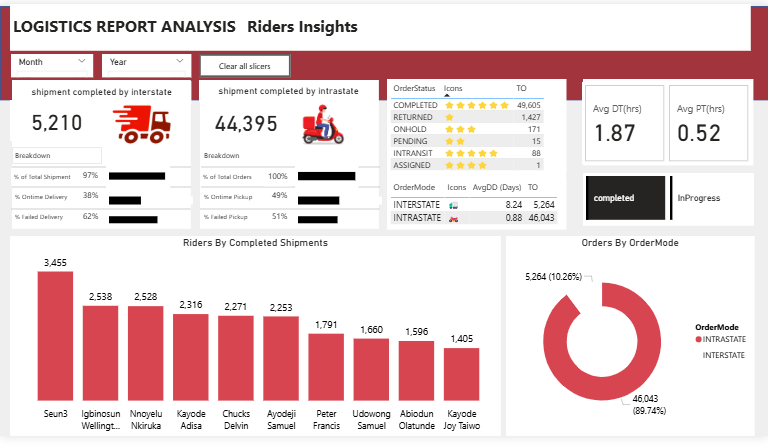 LOGISTICS REPORT ANALYSIS Riders Insights
Month
Year
Clear all slicers
shipment completed by interstate
5,210
Breakdown
% of Total Shipment 97%
% Ontime Delivery 38%
% Failed Delivery 62%
shipment completed by intrastate
44,395
Breakdown
% of Total Orders 100%
% Ontime Pickup 49%
% Failed Pickup 51%
OrderStatus Icons TO
COMPLETED 49,605
RETURNED 1,427
ONHOLD 171
PENDING 15
INTRANSIT 88
ASSIGNED 1
OrderMode Icons AvgDD (Days) TO
INTERSTATE 8.24 5,264
INTRASTATE 0.88 46,043
Avg DT(hrs)
1.87
Avg PT(hrs)
0.52
completed
InProgress
Riders By Completed Shipments
3,455
2,538
2,528
2,316
2,271
2,253
1,791
1,660
1,596
1,405
Seun3
Igbinosun
Wellingt...
Nnoyelu
Nkiruka
Kayode
Adisa
Chucks
Delvin
Ayodeji
Samuel
Peter
Francis
Udowong
Samuel
Abiodun
Olatunde
Kayode
Joy Taiwo
Orders By OrderMode
5,264 (10.26%)
46,043
(89.74%)
OrderMode
INTRASTATE
INTERSTATE